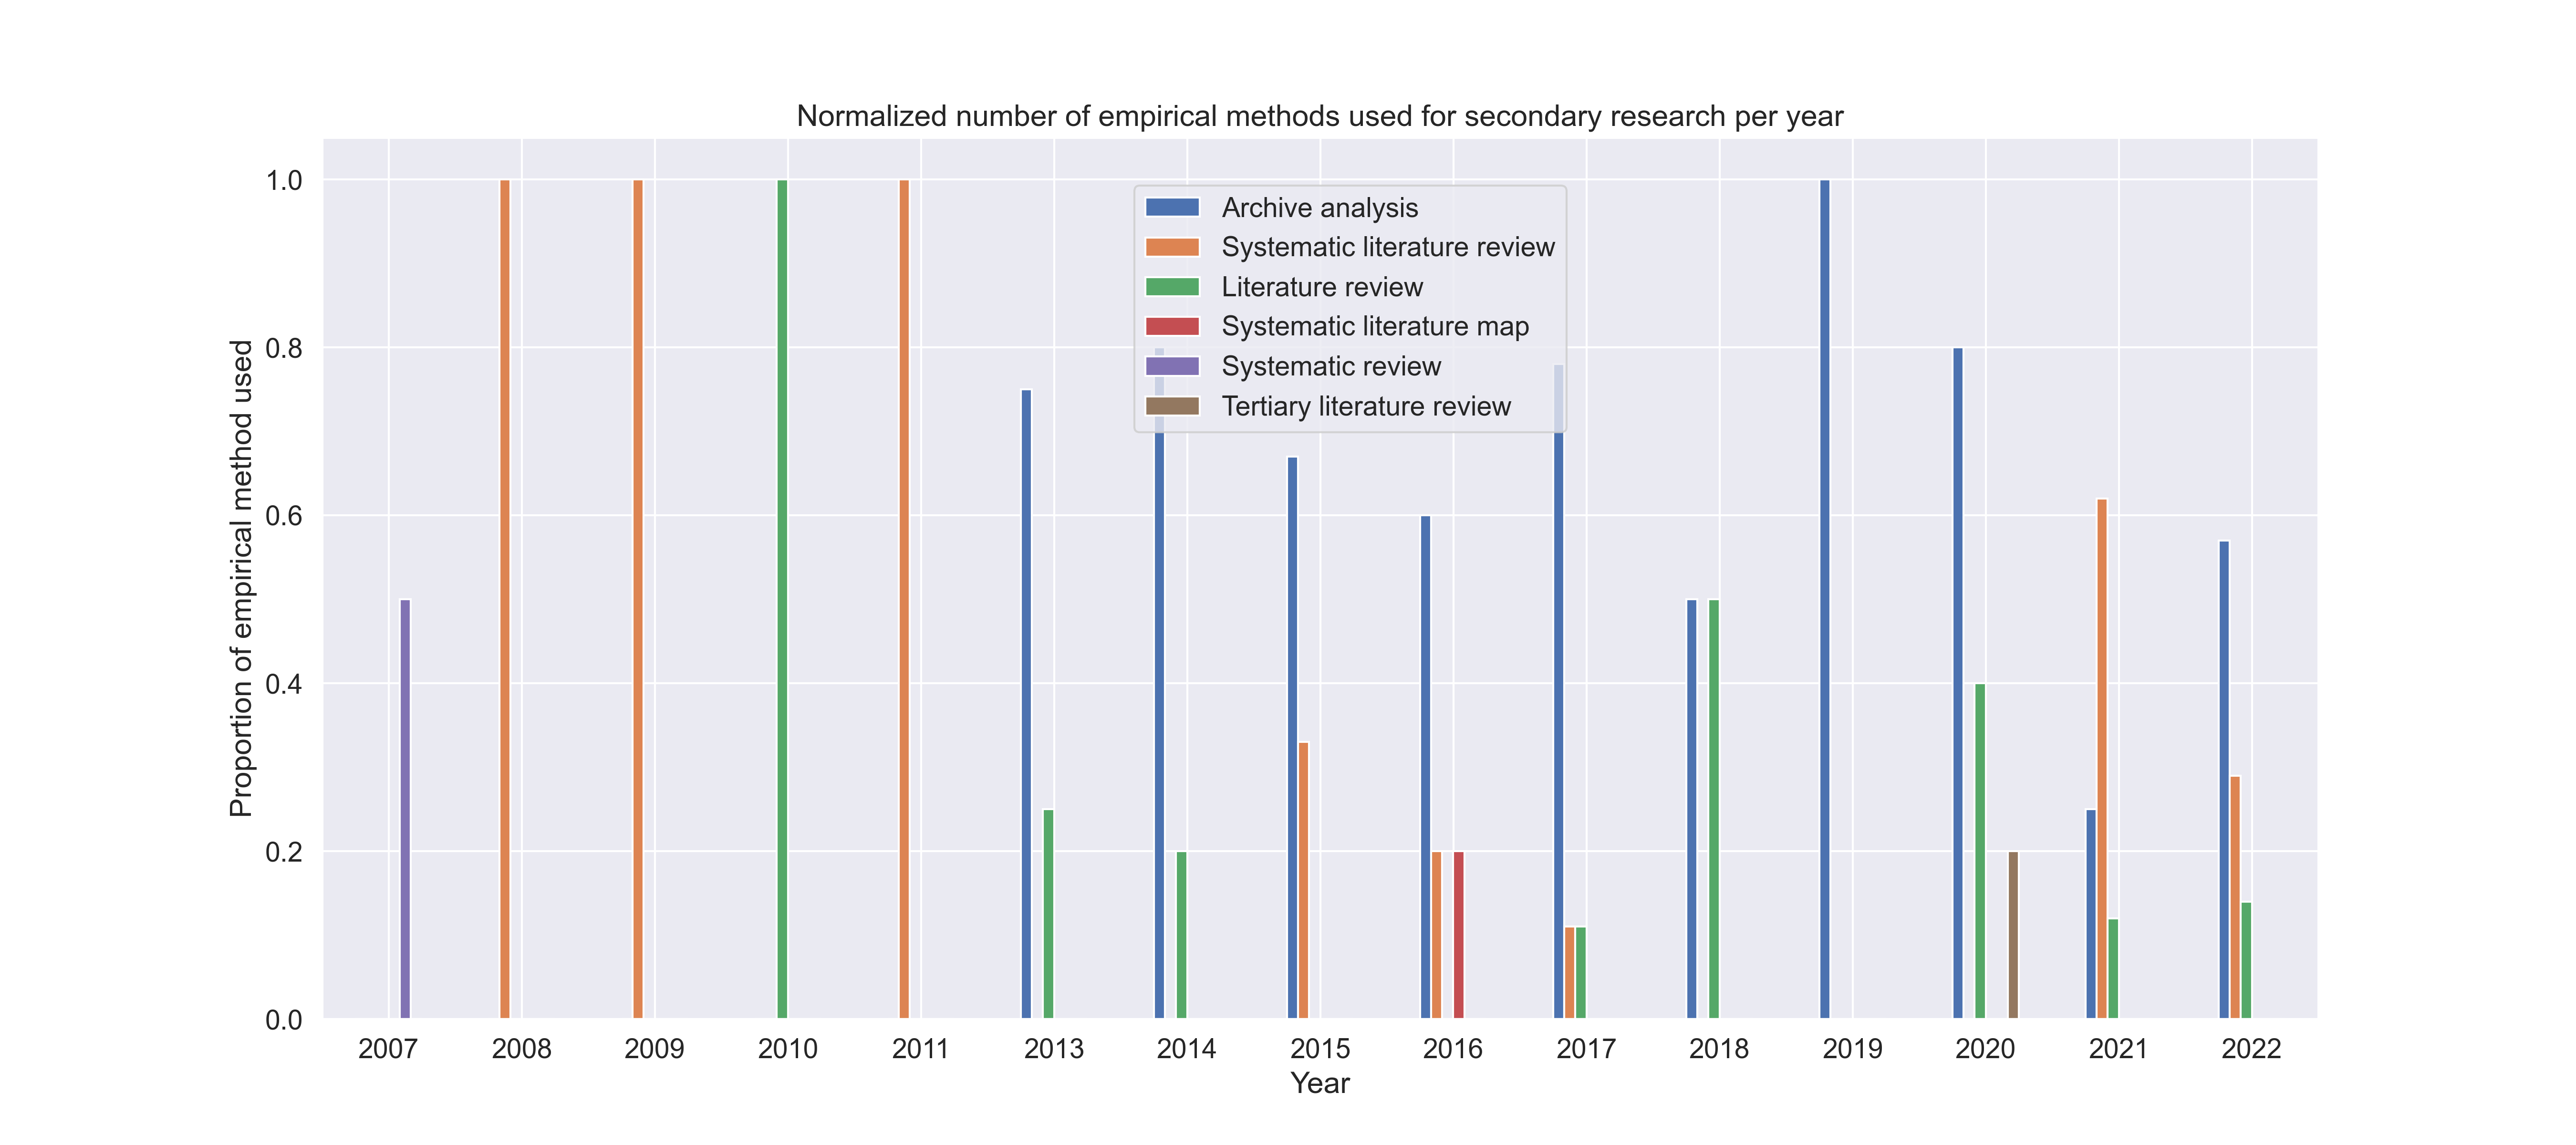 Normalized number of empirical methods used for secondary research per year
Proportion of empirical method used
1.0
0.8
0.6
0.4
0.2
0.0
Archive analysis
Systematic literature review
Literature review
Systematic literature map
Systematic review
Tertiary literature review
2007 2008 2009 2010 2011 2013 2014 2015 2016 2017 2018 2019 2020 2021 2022
Year